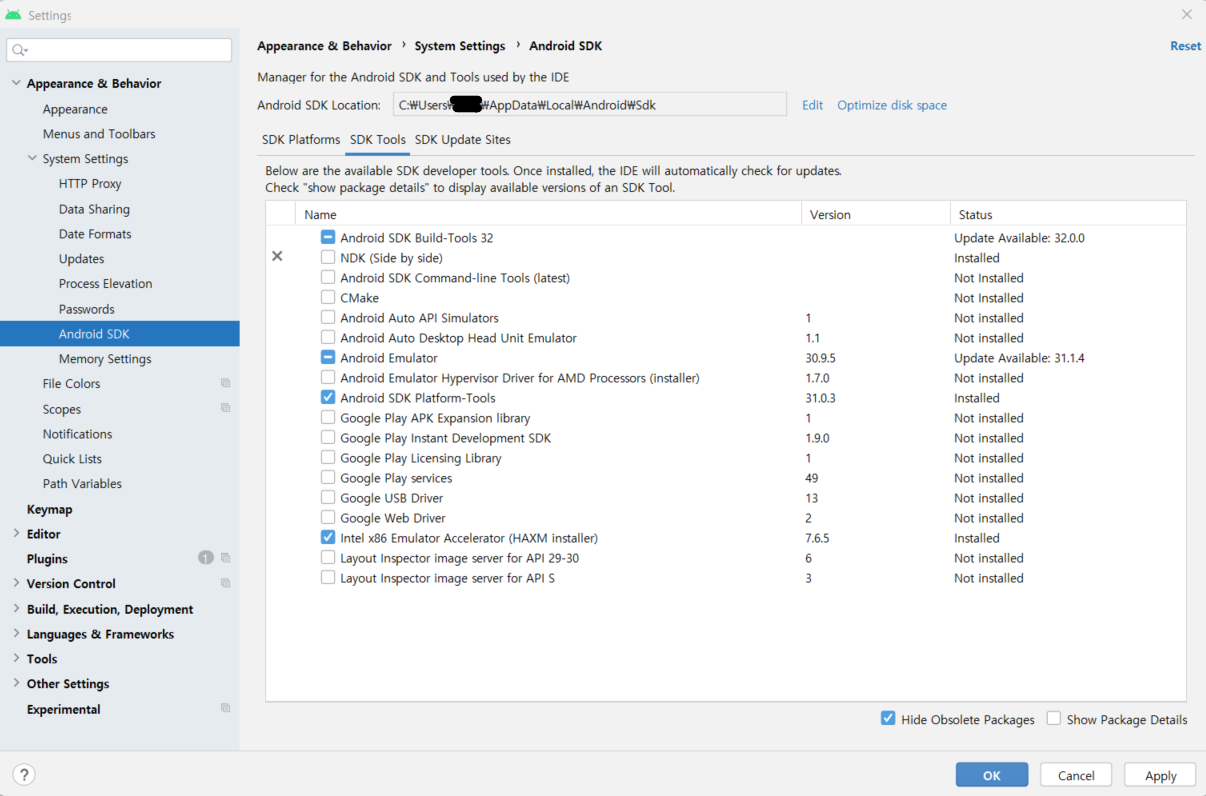 Settings
Appearance & Behavior › System Settings › Android SDK
Reset
Manager for the Android SDK and Tools used by the IDE
Android SDK Location: C:₩Users₩ ₩AppData₩Local₩Android₩Sdk Edit Optimize disk space
Appearance & Behavior
Appearance
Menus and Toolbars
System Settings
HTTP Proxy
Data Sharing
Date Formats
Updates
Process Elevation
Passwords
Android SDK
Memory Settings
File Colors
Scopes
Notifications
Quick Lists
Path Variables
Keymap
Editor
Plugins 1
Version Control
Build, Execution, Deployment
Languages & Frameworks
Tools
Other Settings
Experimental
SDK Platforms SDK Tools SDK Update Sites
Below are the available SDK developer tools. Once installed, the IDE will automatically check for updates.
Check "show package details" to display available versions of an SDK Tool.
Name Version Status
Android SDK Build-Tools 32 Update Available: 32.0.0
NDK (Side by side) Installed
Android SDK Command-line Tools (latest) Not Installed
CMake Not Installed
Android Auto API Simulators 1 Not installed
Android Auto Desktop Head Unit Emulator 1.1 Not installed
Android Emulator 30.9.5 Update Available: 31.1.4
Android Emulator Hypervisor Driver for AMD Processors (installer) 1.7.0 Not installed
Android SDK Platform-Tools 31.0.3 Installed
Google Play APK Expansion library 1 Not installed
Google Play Instant Development SDK 1.9.0 Not installed
Google Play Licensing Library 1 Not installed
Google Play services 49 Not installed
Google USB Driver 13 Not installed
Google Web Driver 2 Not installed
Intel x86 Emulator Accelerator (HAXM installer) 7.6.5 Installed
Layout Inspector image server for API 29-30 6 Not installed
Layout Inspector image server for API S 3 Not installed
Hide Obsolete Packages Show Package Details
? OK Cancel Apply